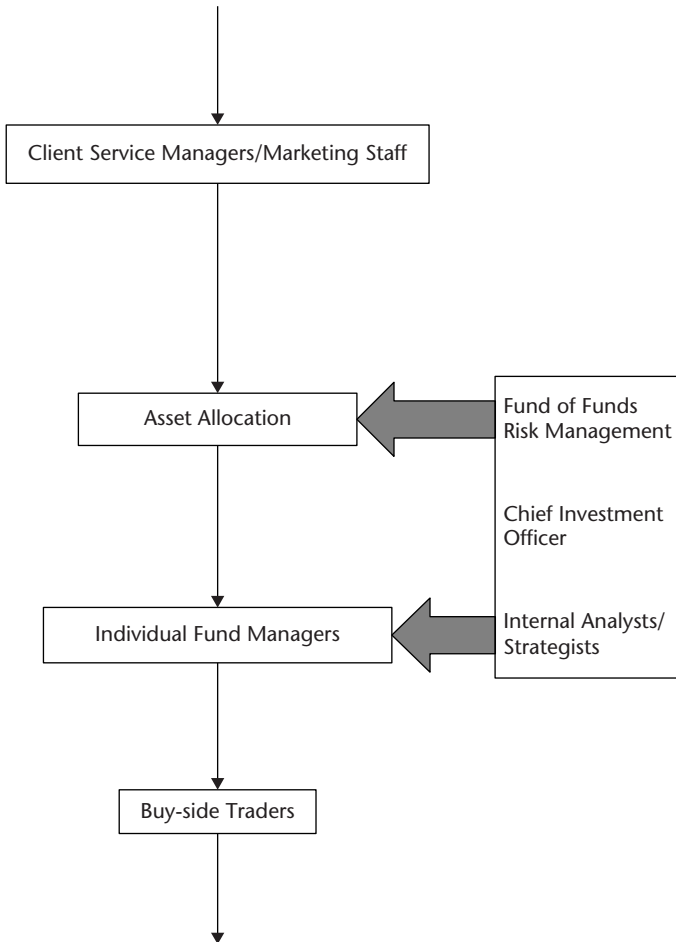 Client Service Managers/Marketing Staff
Asset Allocation
Fund of Funds
Risk Management
Chief Investment
Officer
Individual Fund Managers
Internal Analysts/
Strategists
Buy-side Traders